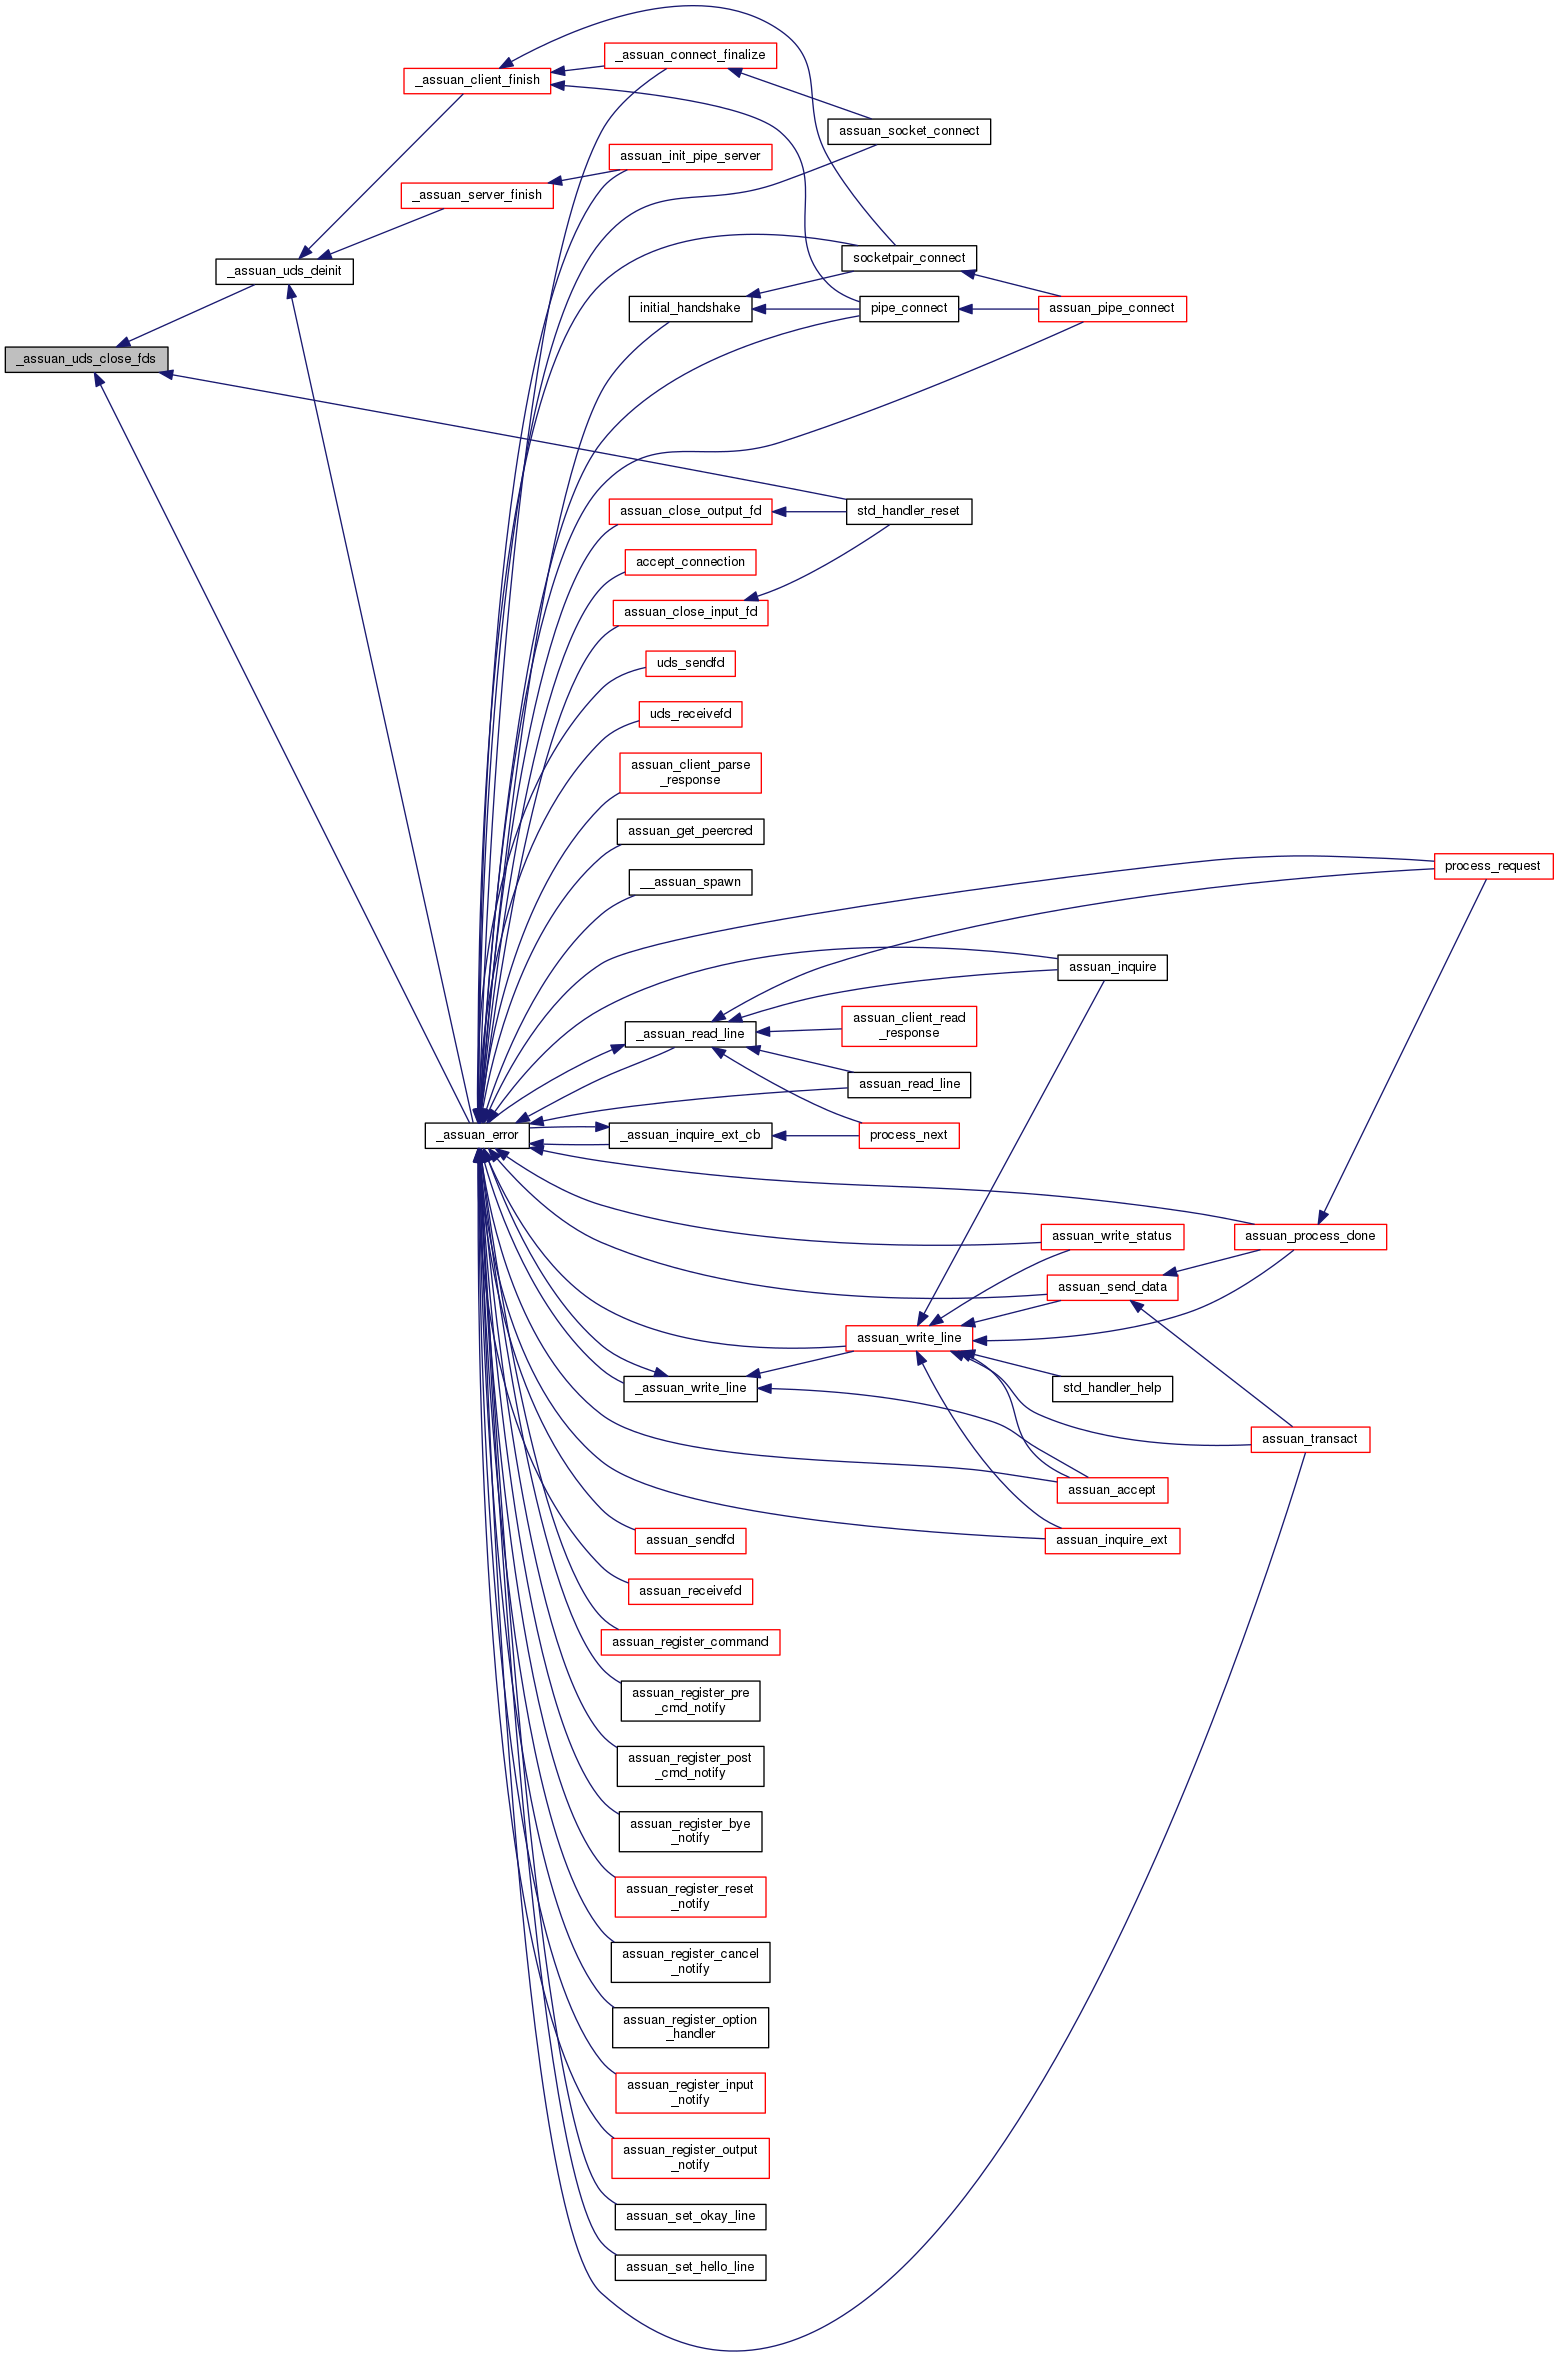 _assuan_connect_finalize
_assuan_client_finish
assuan_socket_connect
assuan_init_pipe_server
_assuan_server_finish
socketpair_connect
_assuan_uds_deinit
initial_handshake
pipe_connect
assuan_pipe_connect
_assuan_uds_close_fds
assuan_close_output_fd
std_handler_reset
accept_connection
assuan_close_input_fd
uds_sendfd
uds_receivefd
assuan_client_parse
_response
assuan_get_peercred
process_request
__assuan_spawn
assuan_inquire
assuan_client_read
_response
_assuan_read_line
assuan_read_line
_assuan_error
_assuan_inquire_ext_cb
process_next
assuan_write_status
assuan_process_done
assuan_send_data
assuan_write_line
_assuan_write_line
std_handler_help
assuan_transact
assuan_accept
assuan_sendfd
assuan_inquire_ext
assuan_receivefd
assuan_register_command
assuan_register_pre
_cmd_notify
assuan_register_post
_cmd_notify
assuan_register_bye
_notify
assuan_register_reset
_notify
assuan_register_cancel
_notify
assuan_register_option
_handler
assuan_register_input
_notify
assuan_register_output
_notify
assuan_set_okay_line
assuan_set_hello_line